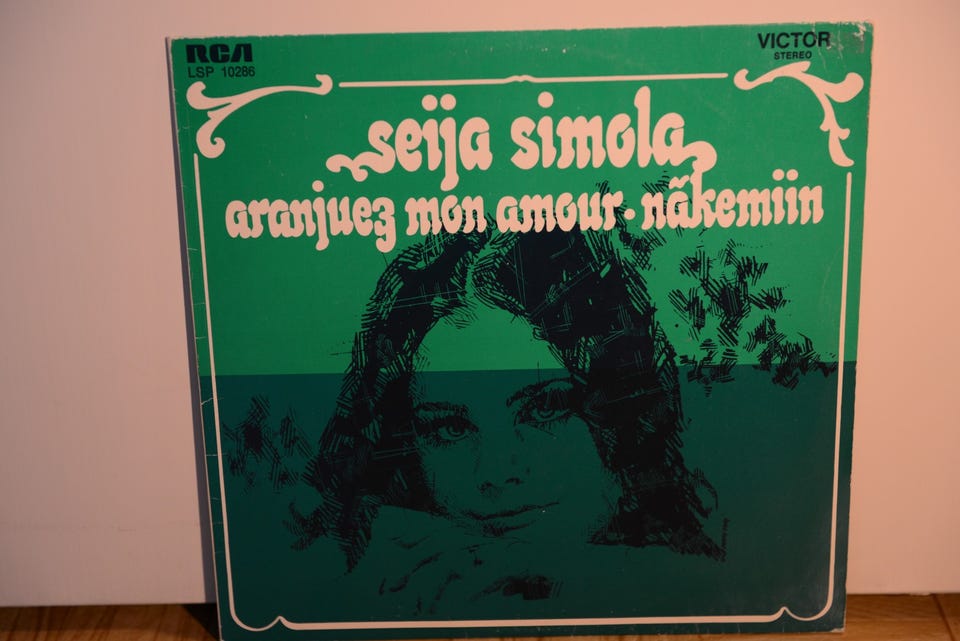 RCA
LSP 10286
VICTOR
STEREO
seija simola
aranjuez mon amour · näkemiin